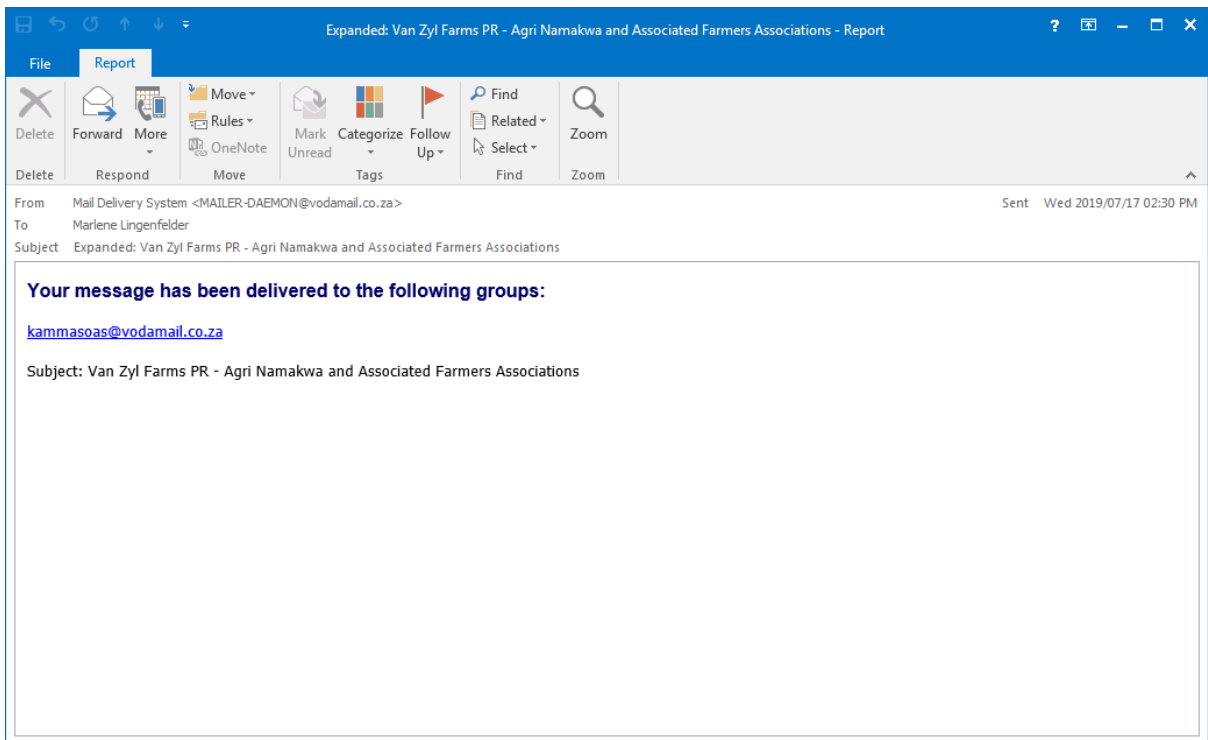 Expanded: Van Zyl Farms PR - Agri Namakwa and Associated Farmers Associations - Report
?
File Report
Delete
Forward
More
Move
Rules
OneNote
Mark Unread
Categorize
Follow Up
Find
Related
Select
Zoom
Delete Respond Move Tags Find Zoom
From Mail Delivery System <MAILER-DAEMON@vodamail.co.za> Sent Wed 2019/07/17 02:30 PM
To Marlene Lingenfelder
Subject Expanded: Van Zyl Farms PR - Agri Namakwa and Associated Farmers Associations
Your message has been delivered to the following groups:
kammasoas@vodamail.co.za
Subject: Van Zyl Farms PR - Agri Namakwa and Associated Farmers Associations